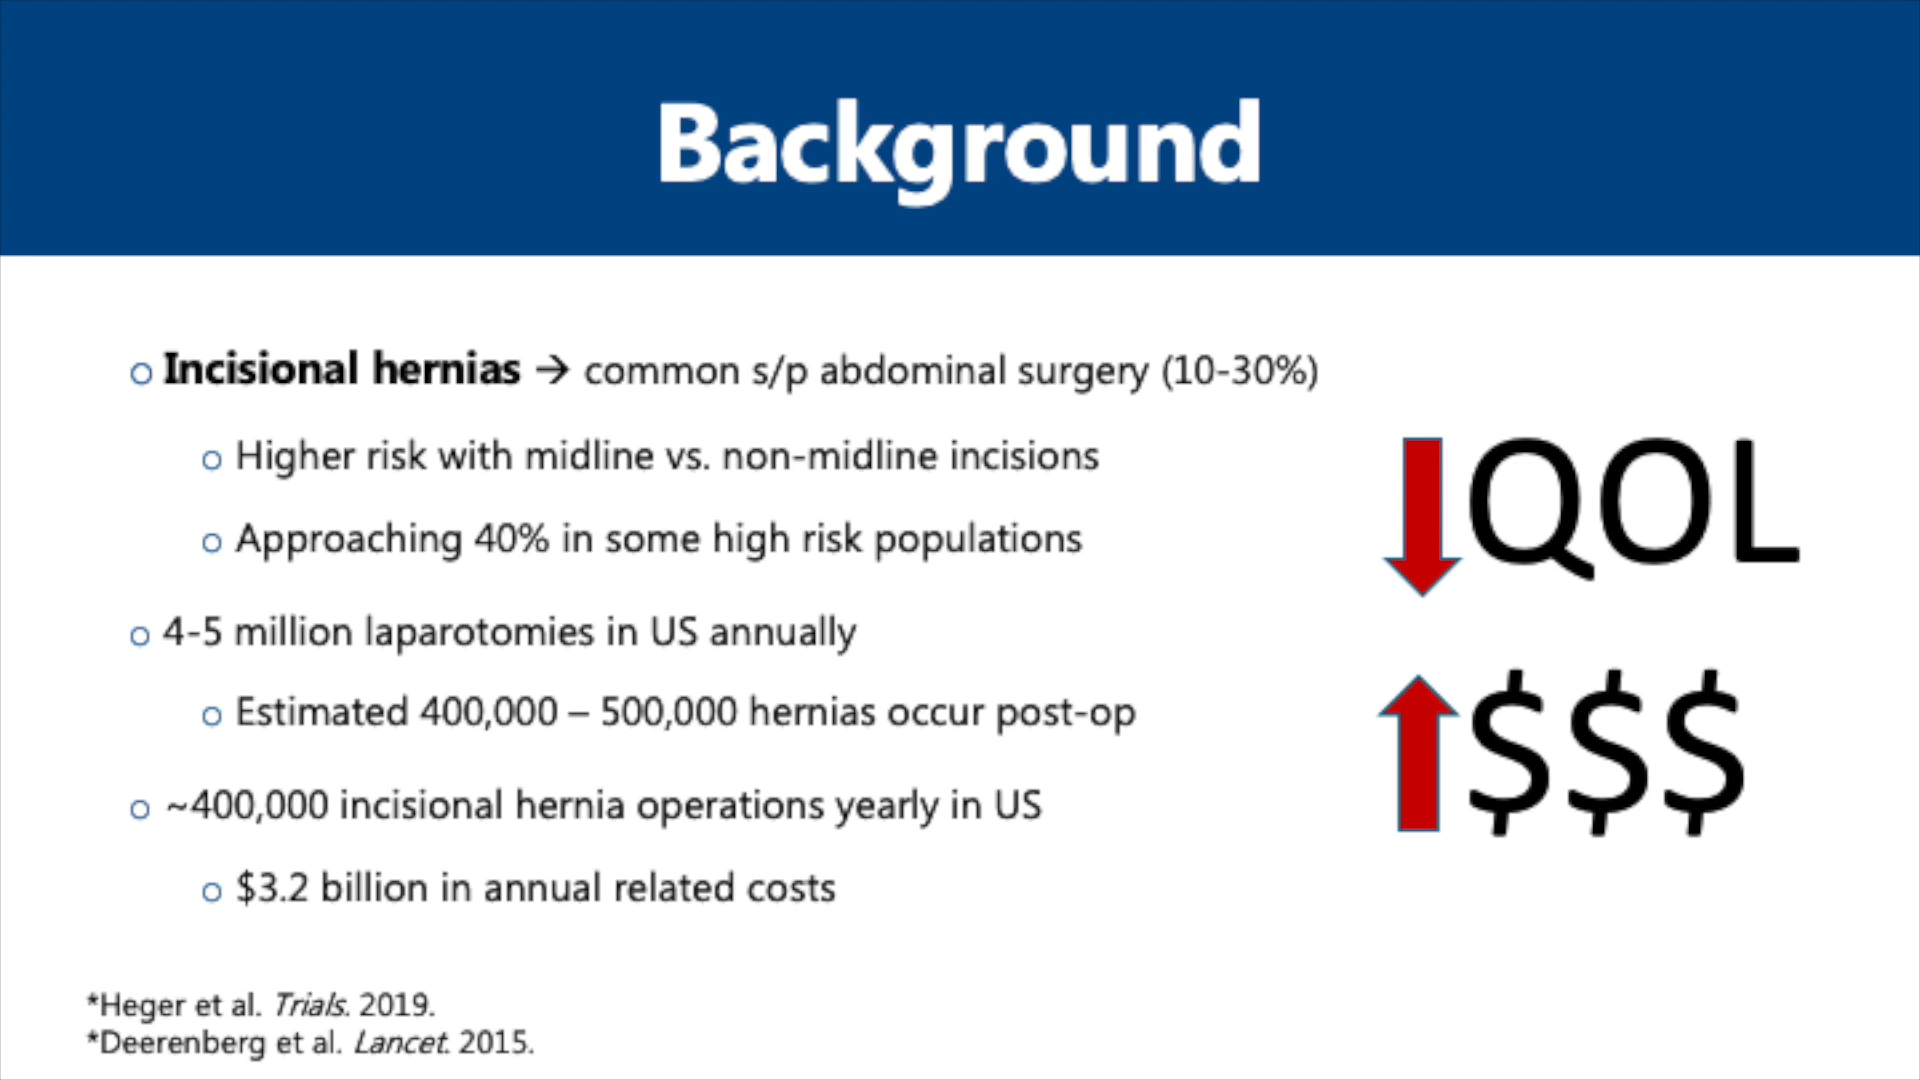 Background
Incisional hernias → common s/p abdominal surgery (10-30%)
Higher risk with midline vs. non-midline incisions
Approaching 40% in some high risk populations
4-5 million laparotomies in US annually
Estimated 400,000 – 500,000 hernias occur post-op
~400,000 incisional hernia operations yearly in US
$3.2 billion in annual related costs
QOL
$$$
*Heger et al. Trials. 2019.
*Deerenberg et al. Lancet. 2015.